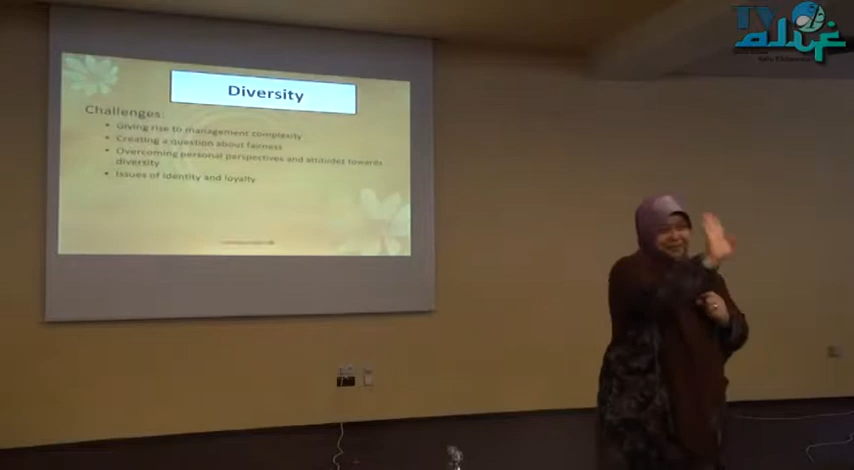 TV
Diversity
Challenges:
• Giving rise to management complexity
• Creating a question about fairness
• Overcoming personal perspectives and attitudes towards
diversity
• Issues of identity and loyalty